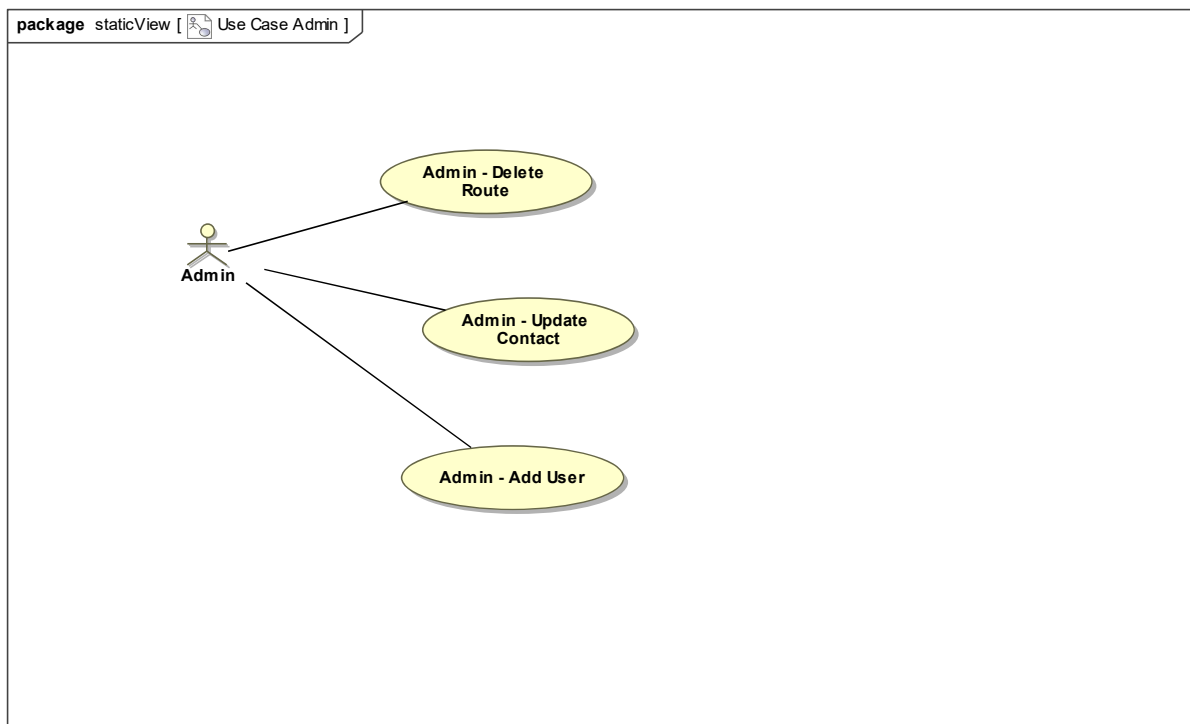 package staticView [ Use Case Admin ]
Admin - Delete
Route
Admin
Admin - Update
Contact
Admin - Add User